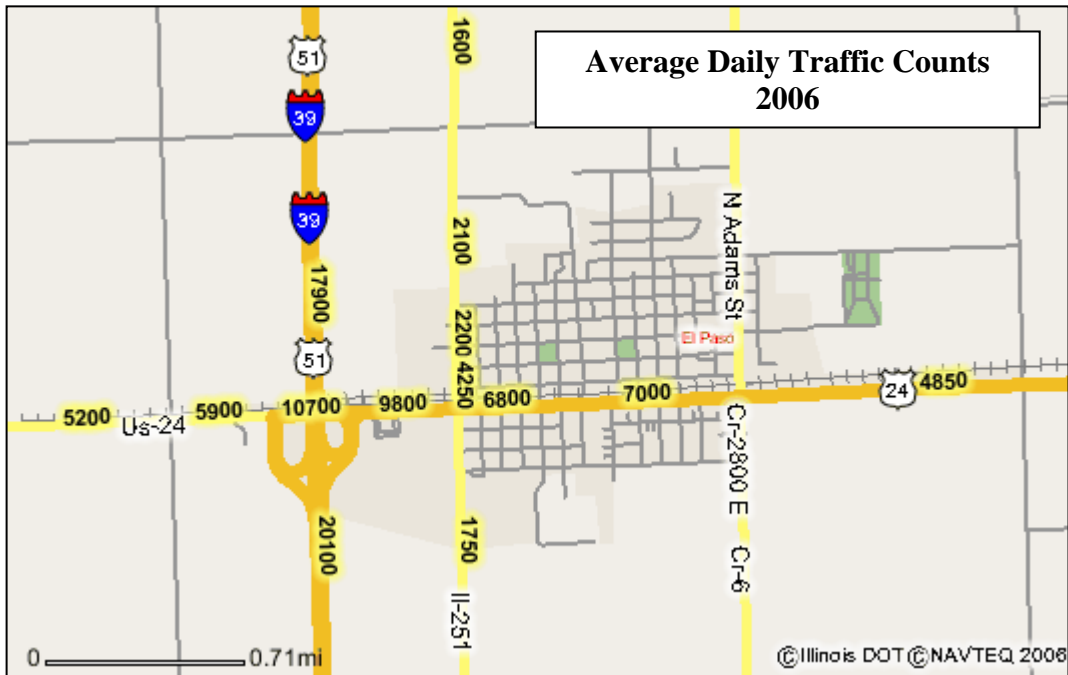 Average Daily Traffic Counts
2006
51
39
39
17900
51
20100
1600
2100
2200
4250
1750
Il-251
N Adams St
El Paso
Cr-2800 E
Cr-6
5200
Us-24
5900
10700
9800
6800
7000
24
4850
0
0.71mi
©Illinois DOT ©NAVTEQ 2006